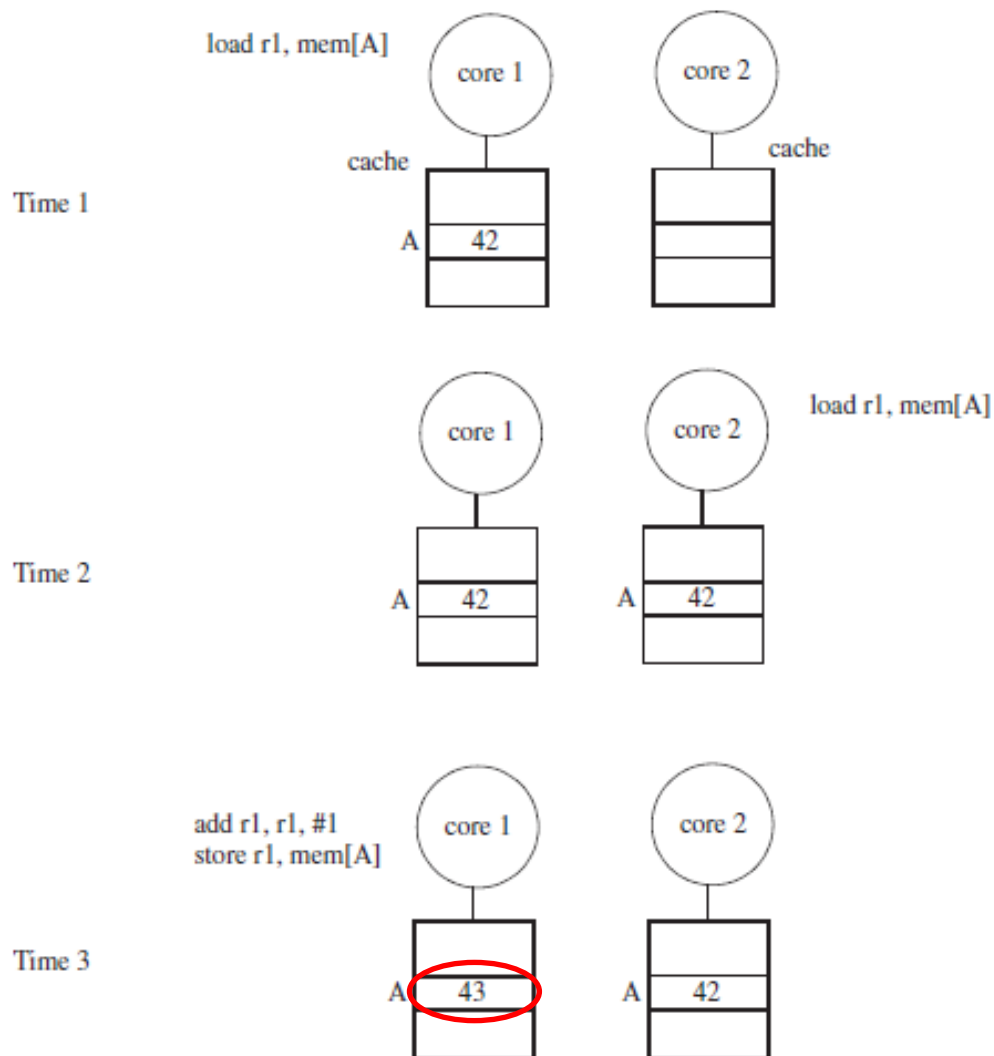 load r1, mem[A]
core 1
core 2
cache
cache
Time 1
A
42
core 1
core 2
load r1, mem[A]
Time 2
A
42
A
42
add r1, r1, #1
store r1, mem[A]
core 1
core 2
Time 3
A
43
A
42